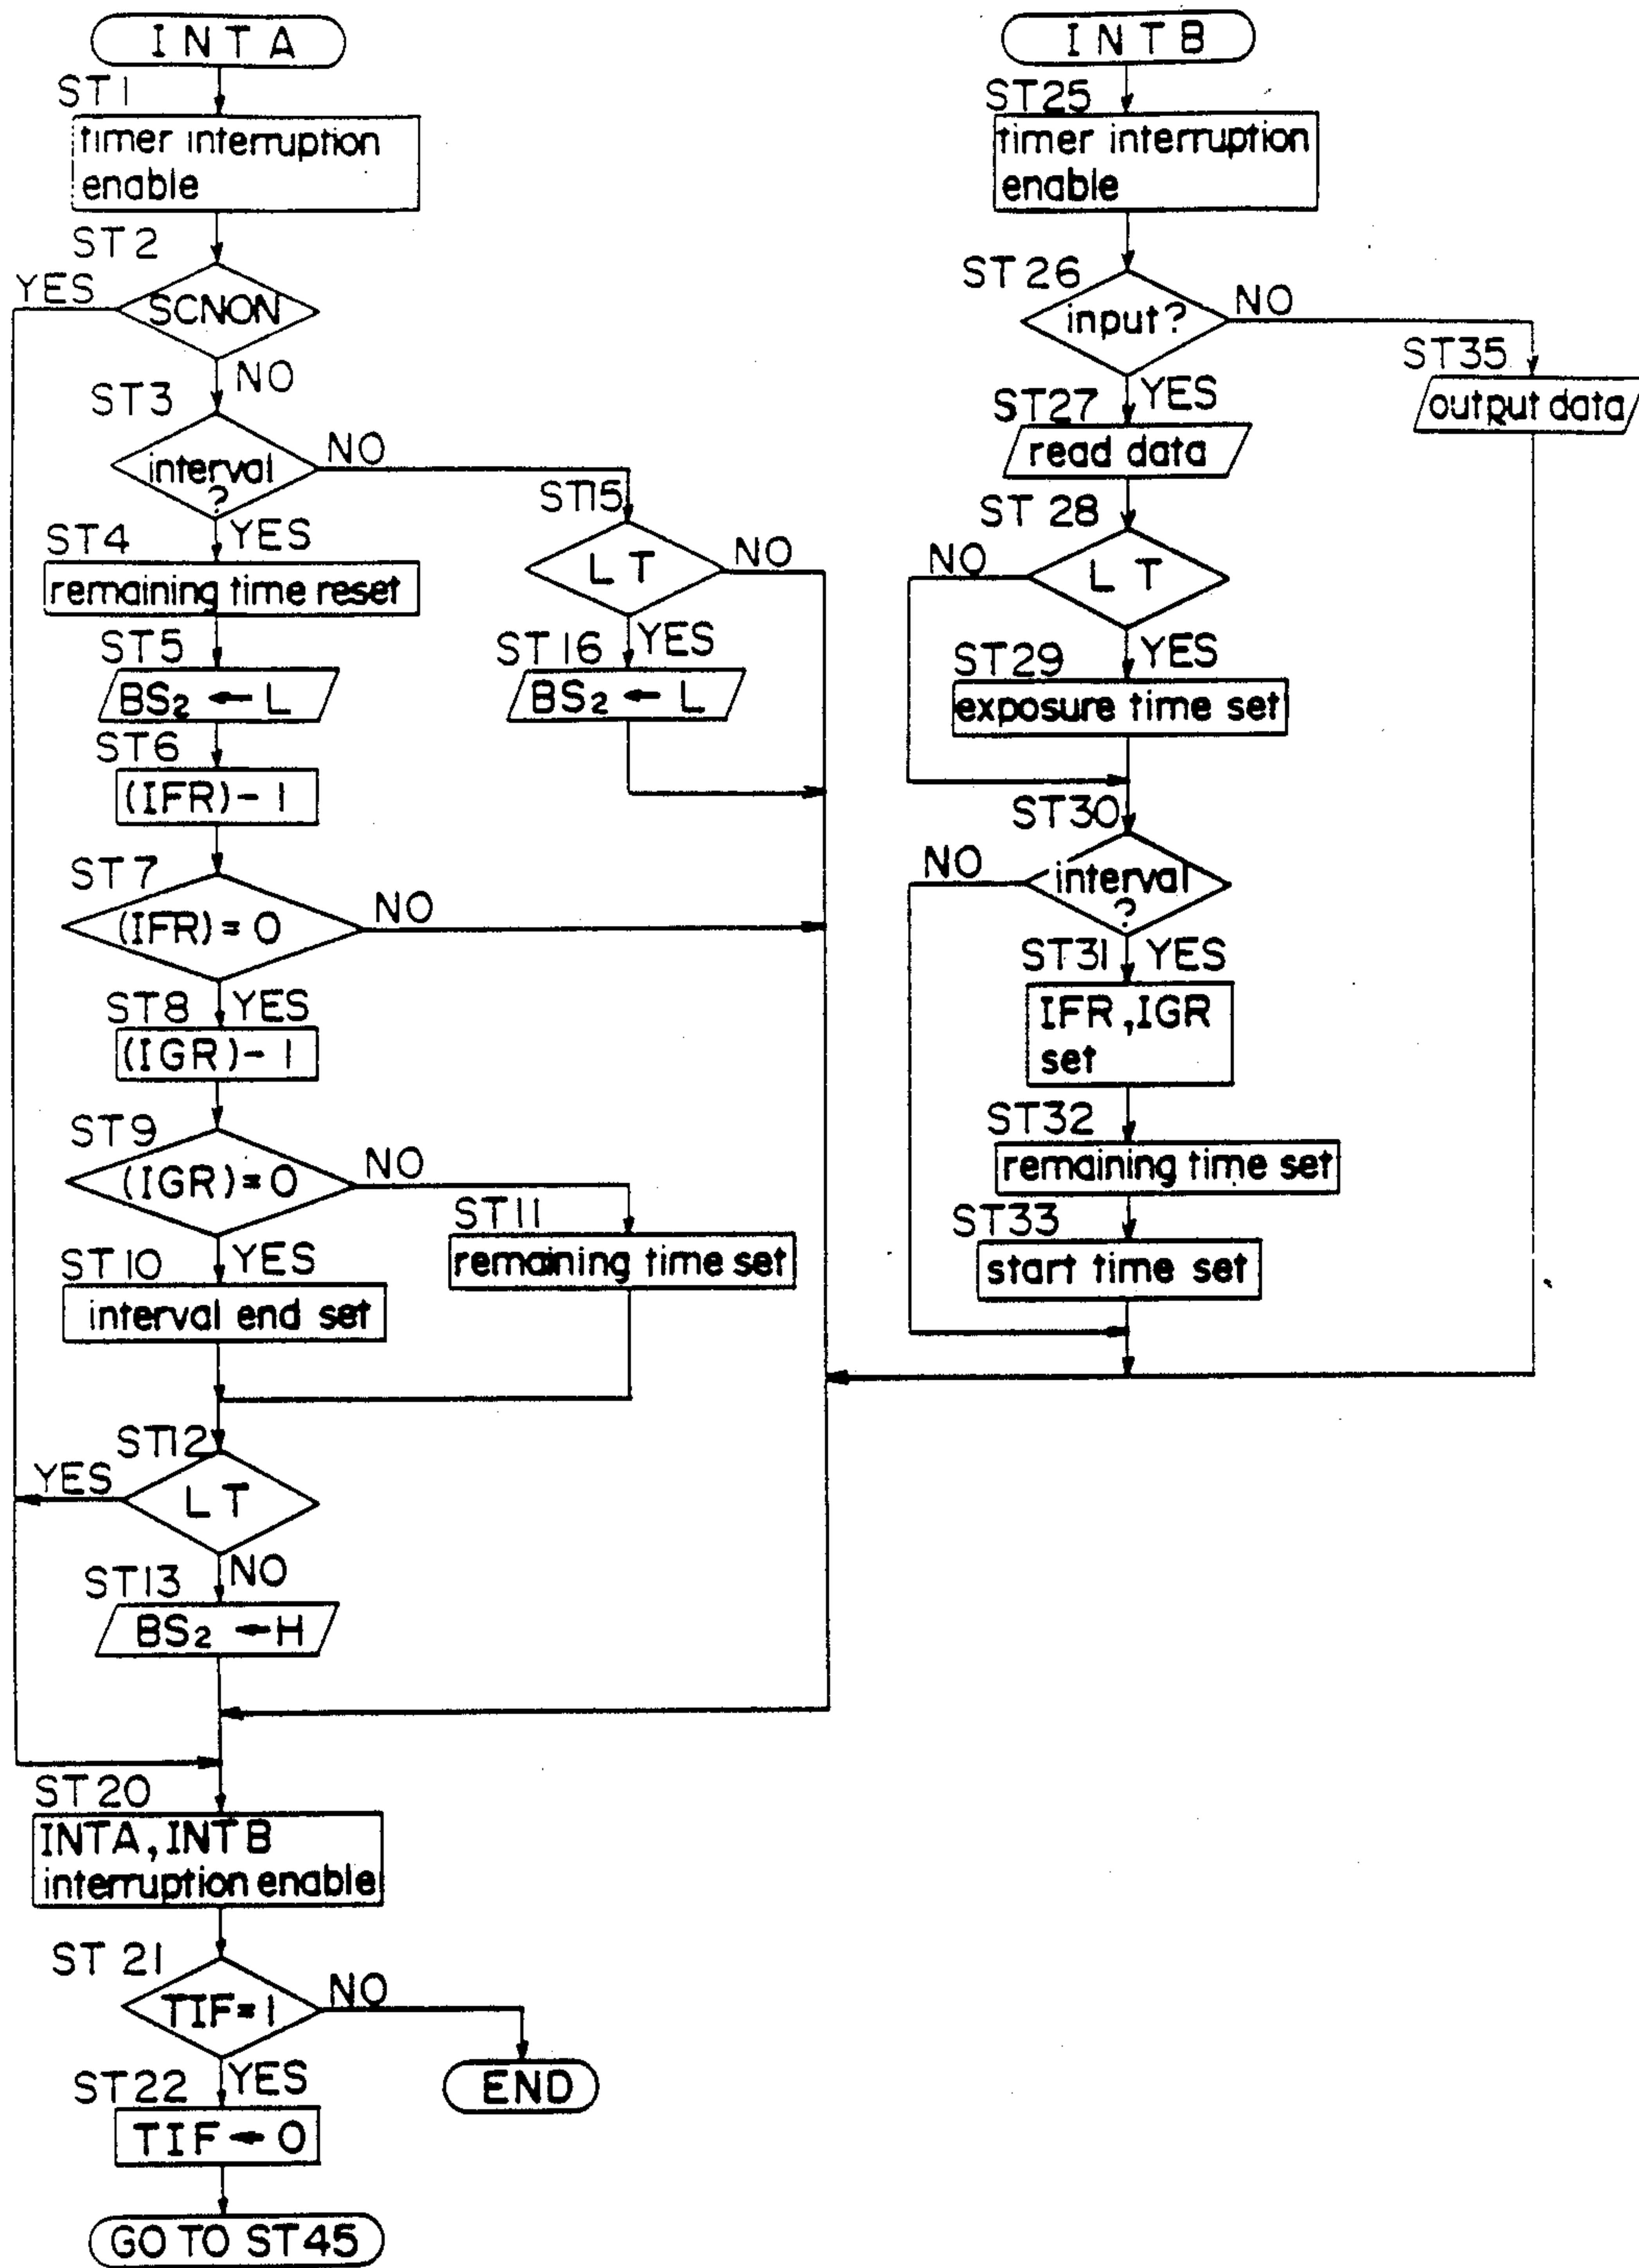 INTA
ST1
timer interruption
enable
ST2
YES
SCNON
NO
ST3
interval
?
NO
YES
ST4
remaining time reset
ST5
BS2 ← L
ST6
(IFR)-1
ST7
(IFR)=0
NO
YES
ST8
(IGR)-1
ST9
(IGR)=0
NO
YES
ST10
interval end set
ST11
remaining time set
ST12
YES
LT
NO
ST13
BS2 ← H
ST15
LT
NO
YES
ST16
BS2 ← L
ST20
INTA, INTB
interruption enable
ST21
TIF=1
NO
END
YES
ST22
TIF ← 0
GO TO ST45
INTB
ST25
timer interruption
enable
ST26
input?
NO
ST35
output data
YES
ST27
read data
ST28
NO
LT
YES
ST29
exposure time set
ST30
NO
interval
?
ST31
YES
IFR, IGR
set
ST32
remaining time set
ST33
start time set